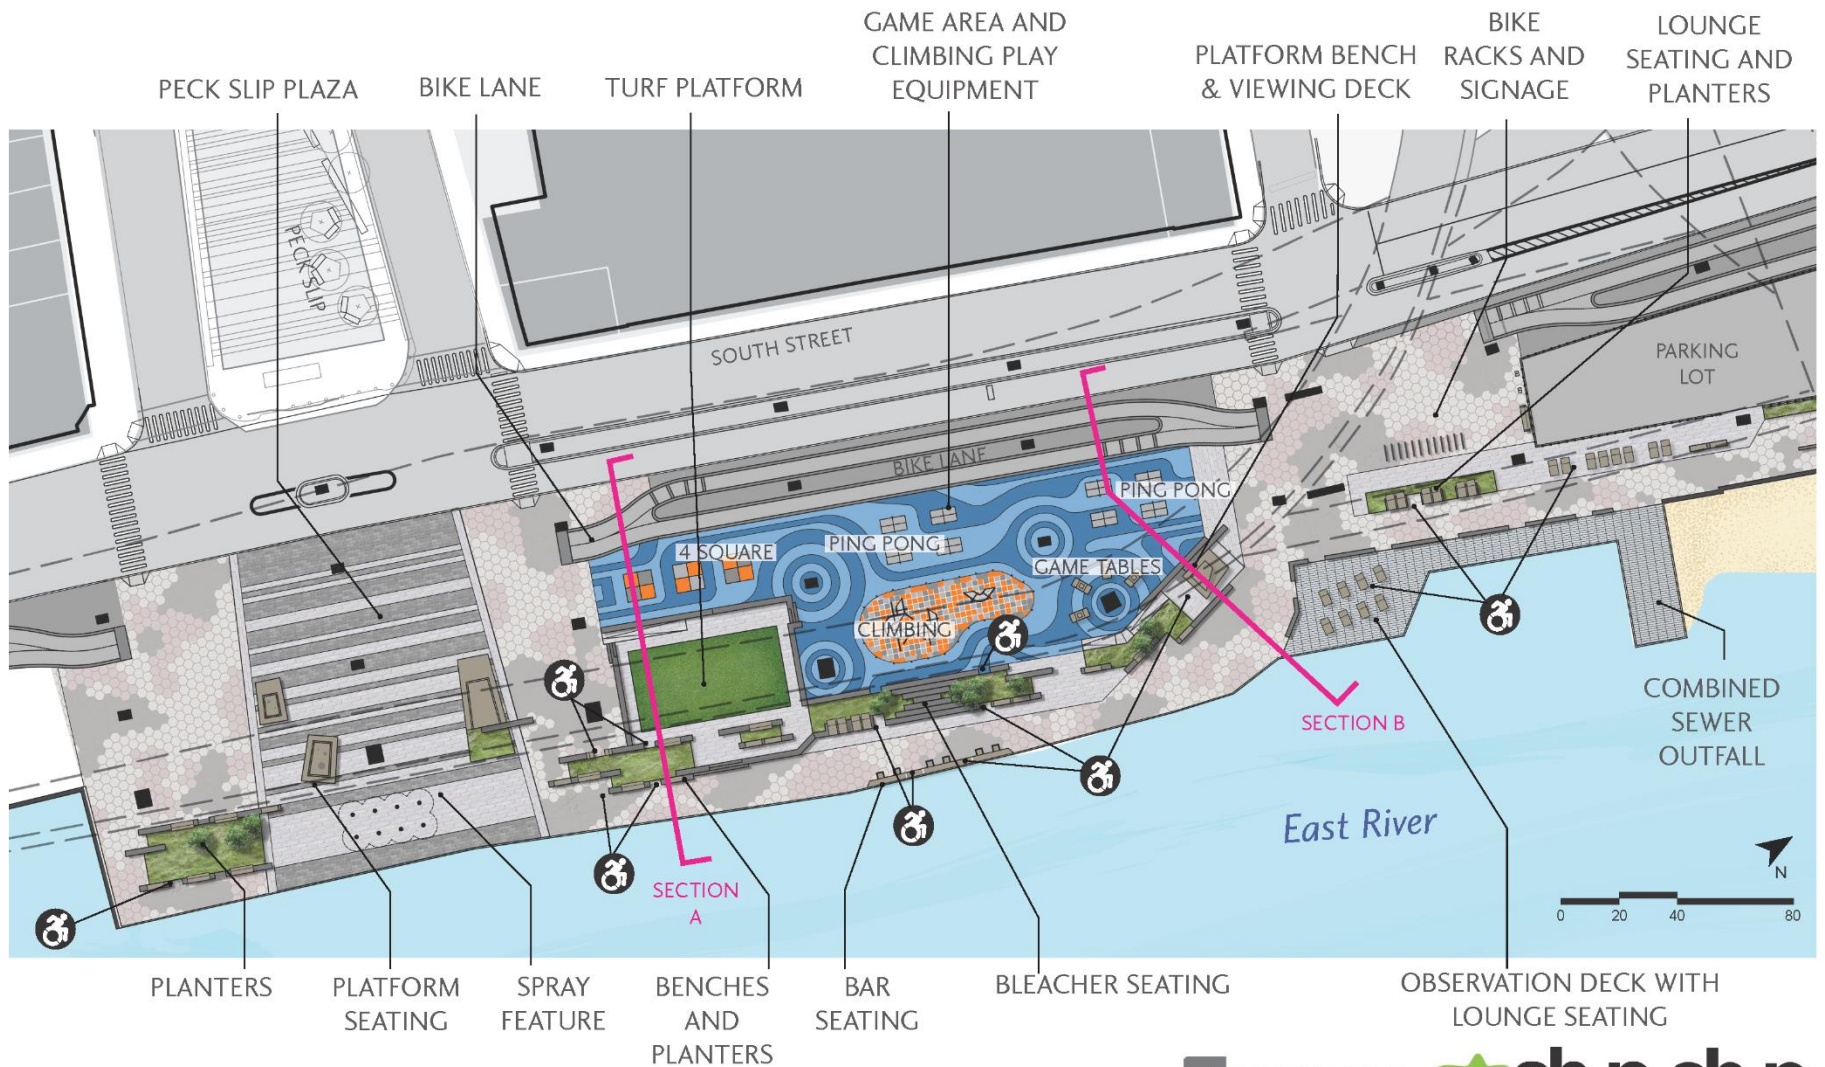 GAME AREA AND
CLIMBING PLAY
EQUIPMENT
PLATFORM BENCH
& VIEWING DECK
BIKE
RACKS AND
SIGNAGE
LOUNGE
SEATING AND
PLANTERS
PECK SLIP PLAZA
BIKE LANE
TURF PLATFORM
PECK SLIP
SOUTH STREET
PARKING
LOT
BIKE LANE
PING PONG
4 SQUARE
PING PONG
GAME TABLES
CLIMBING
SECTION B
COMBINED
SEWER
OUTFALL
East River
SECTION
A
N
0 20 40 80
PLANTERS
PLATFORM
SEATING
SPRAY
FEATURE
BENCHES
AND
PLANTERS
BAR
SEATING
BLEACHER SEATING
OBSERVATION DECK WITH
LOUNGE SEATING